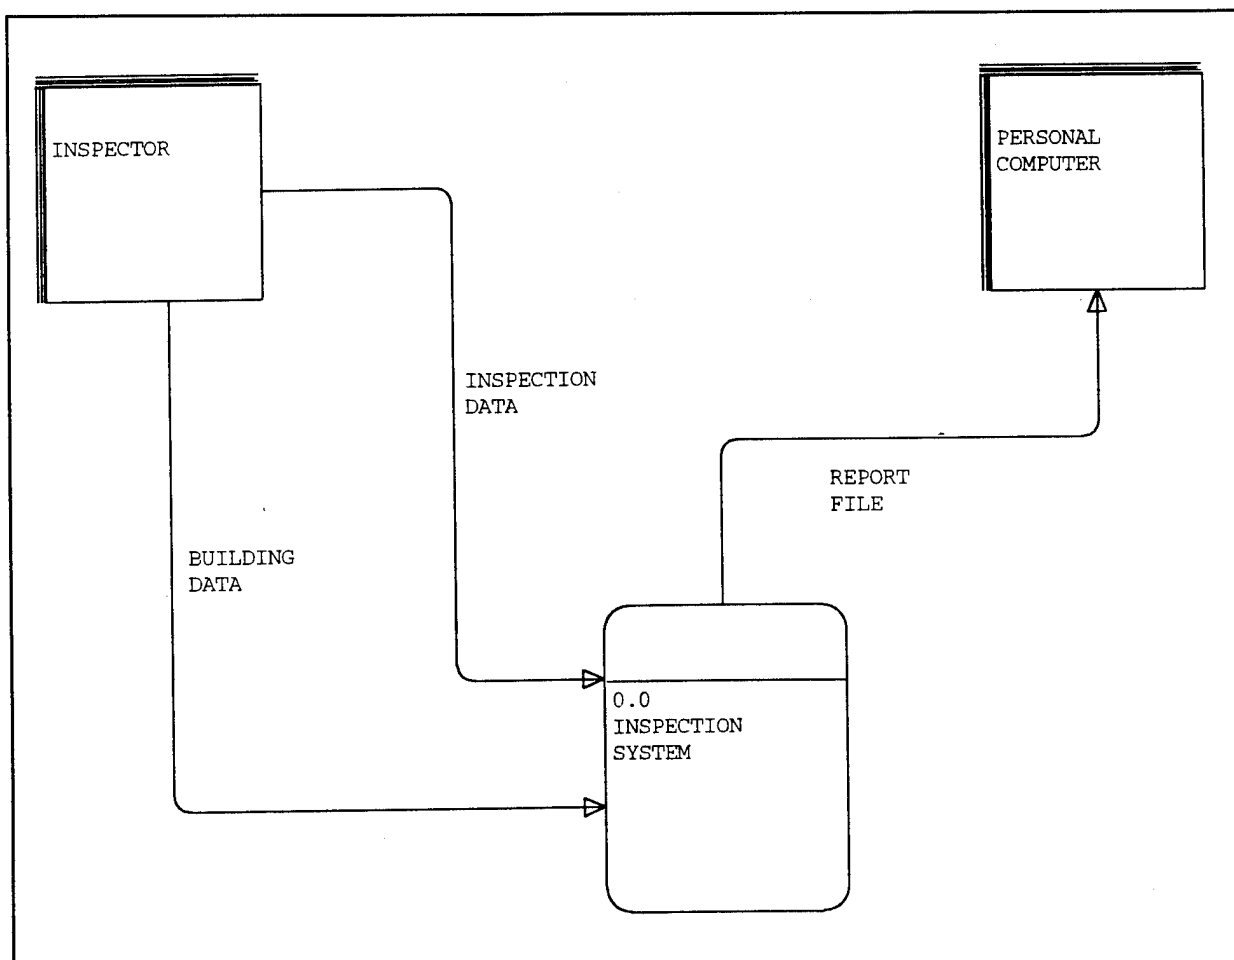 INSPECTOR
PERSONAL
COMPUTER
INSPECTION
DATA
REPORT
FILE
BUILDING
DATA
0.0
INSPECTION
SYSTEM